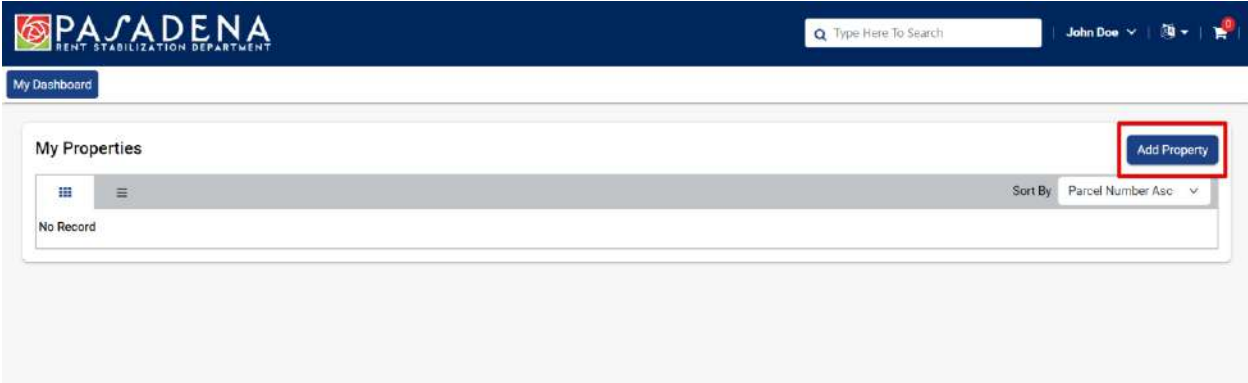 PASADENA
RENT STABILIZATION DEPARTMENT
Type Here To Search
John Doe
0
My Dashboard
My Properties
Add Property
Sort By Parcel Number Asc
No Record